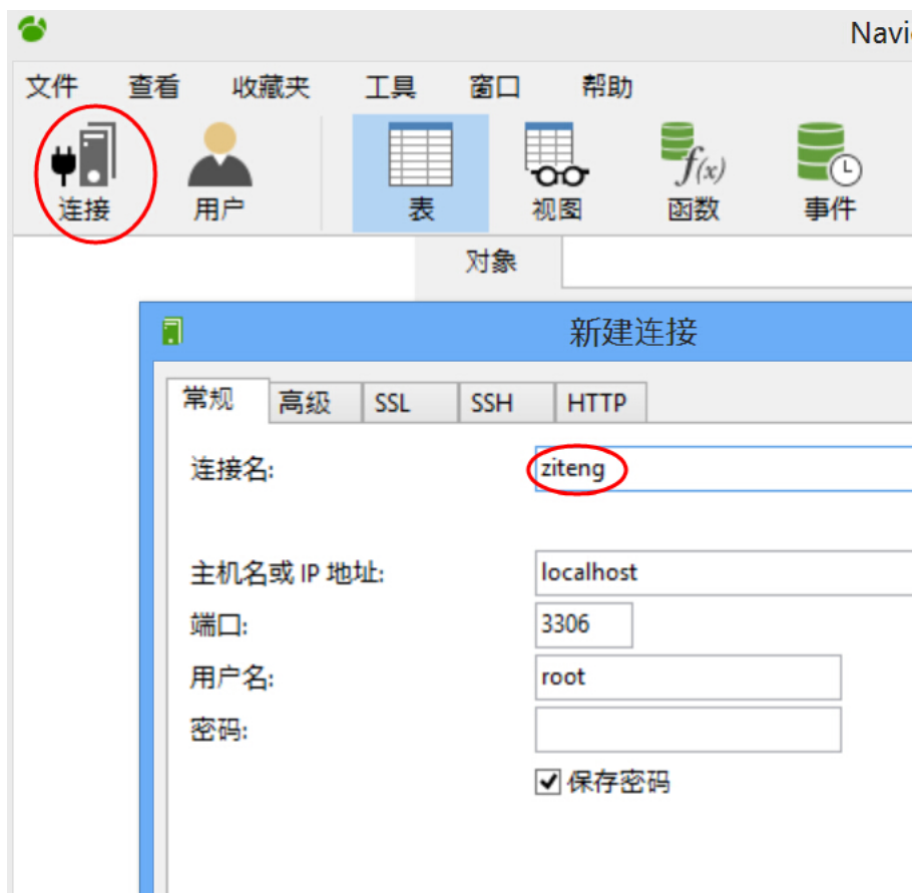 Navi
文件 查看 收藏夹 工具 窗口 帮助
连接 用户 表 视图 f(x) 函数 事件
对象
新建连接
常规 高级 SSL SSH HTTP
连接名: ziteng
主机名或 IP 地址: localhost
端口: 3306
用户名: root
密码:
保存密码